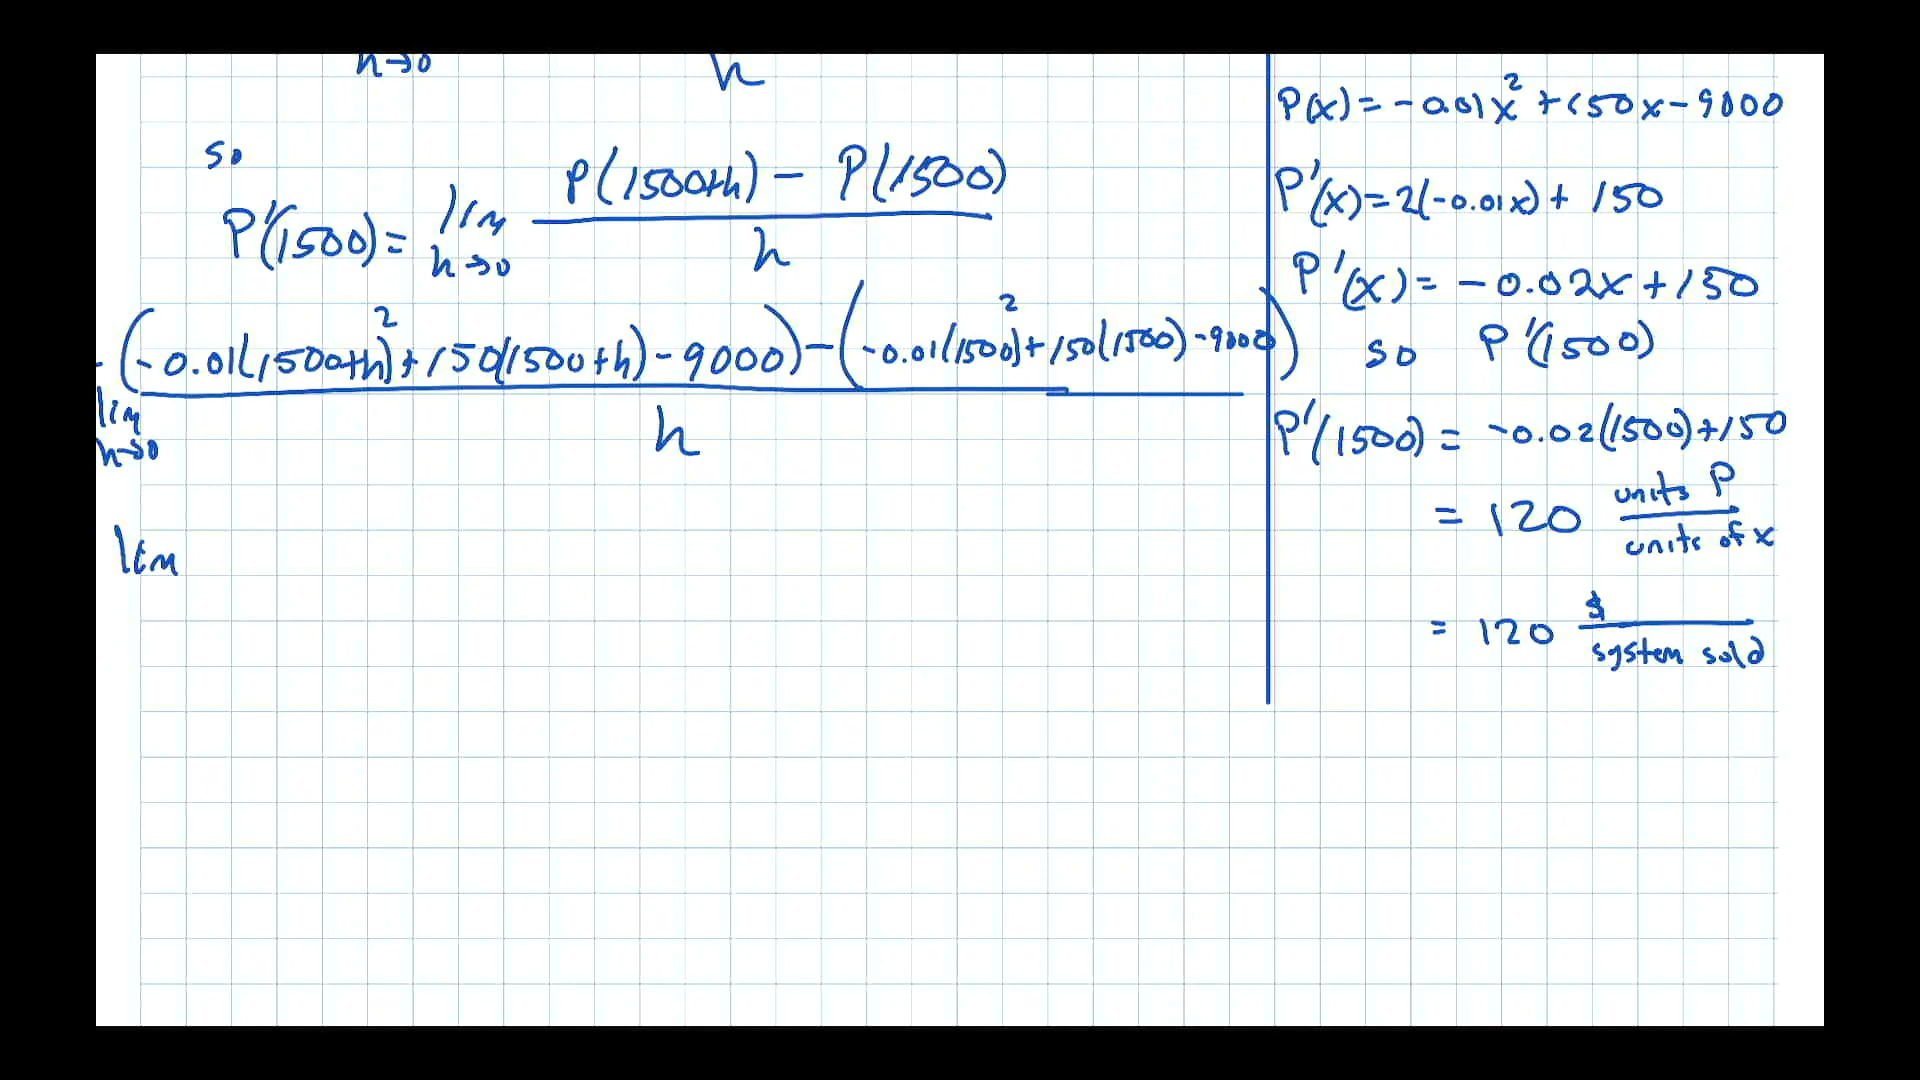 h→0 h
so
P'(1500) = lim h→0 P(1500+h) - P(1500) / h
lim h→0 (-0.01(1500+h)² + 150(1500+h) - 9000) - (-0.01(1500)² + 150(1500) - 9000) / h
lim
P(x) = -0.01x² + 150x - 9000
P'(x) = 2(-0.01x) + 150
P'(x) = -0.02x + 150
so P'(1500)
P'(1500) = -0.02(1500) + 150
= 120 units P / units of x
= 120 $ / system sold